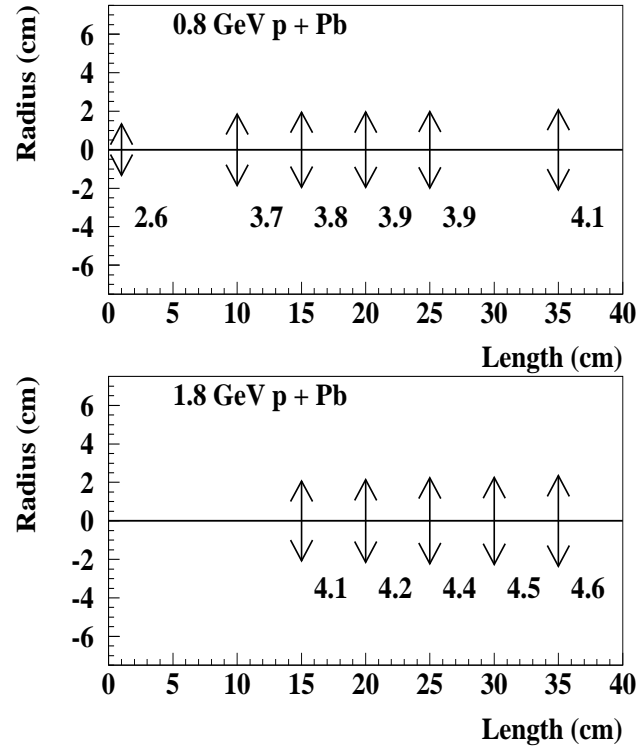 0.8 GeV p + Pb
Radius (cm)
6
4
2
0
-2
-4
-6
2.6 3.7 3.8 3.9 3.9 4.1
0 5 10 15 20 25 30 35 40
Length (cm)
1.8 GeV p + Pb
Radius (cm)
6
4
2
0
-2
-4
-6
4.1 4.2 4.4 4.5 4.6
0 5 10 15 20 25 30 35 40
Length (cm)